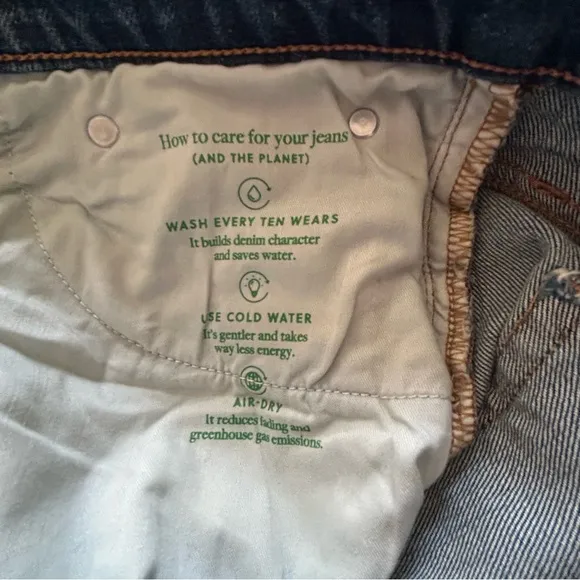 How to care for your jeans
(AND THE PLANET)
WASH EVERY TEN WEARS
It builds denim character
and saves water.
USE COLD WATER
It's gentler and takes
way less energy.
AIR-DRY
It reduces fading and
greenhouse gas emissions.